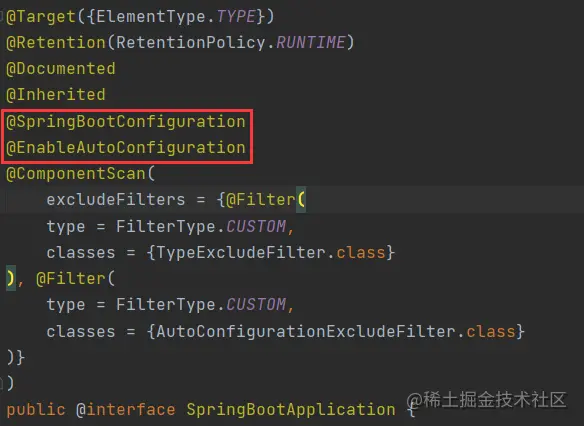 @Target({ElementType.TYPE})
@Retention(RetentionPolicy.RUNTIME)
@Documented
@Inherited
@SpringBootConfiguration
@EnableAutoConfiguration
@ComponentScan(
    excludeFilters = {@Filter(
    type = FilterType.CUSTOM,
    classes = {TypeExcludeFilter.class}
), @Filter(
    type = FilterType.CUSTOM,
    classes = {AutoConfigurationExcludeFilter.class}
)}
)
@稀土掘金技术社区
public @interface SpringBootApplication {